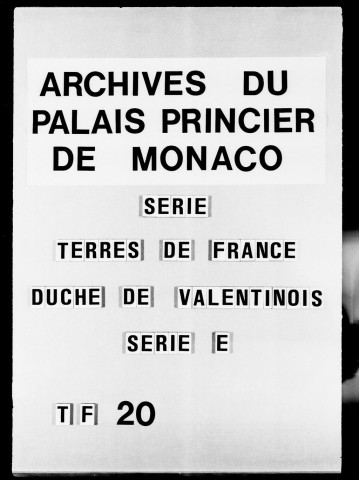 ARCHIVES DU
PALAIS PRINCIER
DE MONACO
SERIE
TERRES DE FRANCE
DUCHE DE VALENTINOIS
SERIE E
TF 20